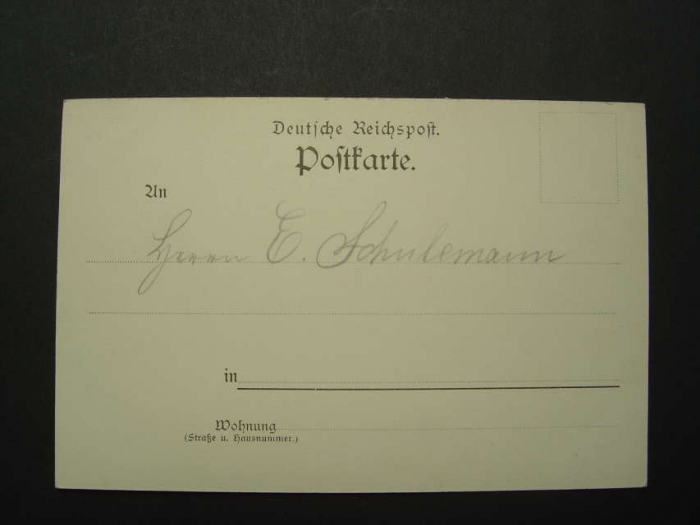 Deutsche Reichspost.
Postkarte.
An
Herrn E. Schulemann
in
Wohnung
(Straße u. Hausnummer.)